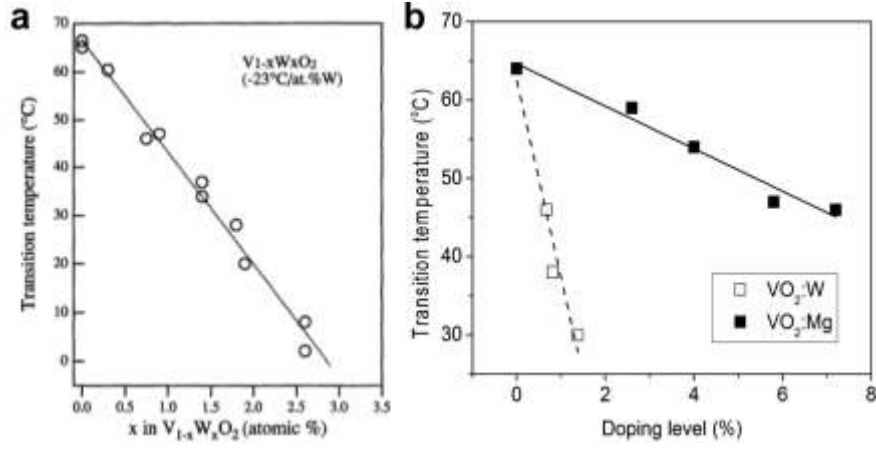 a
70
60
50
40
30
20
10
0
Transition temperature (°C)
V1-xWxO2
(-23°C/at.%W)
0.0 0.5 1.0 1.5 2.0 2.5 3.0 3.5
x in V1-xWxO2 (atomic %)
b
70
60
50
40
30
Transition temperature (°C)
VO2:W
VO2:Mg
0 2 4 6 8
Doping level (%)